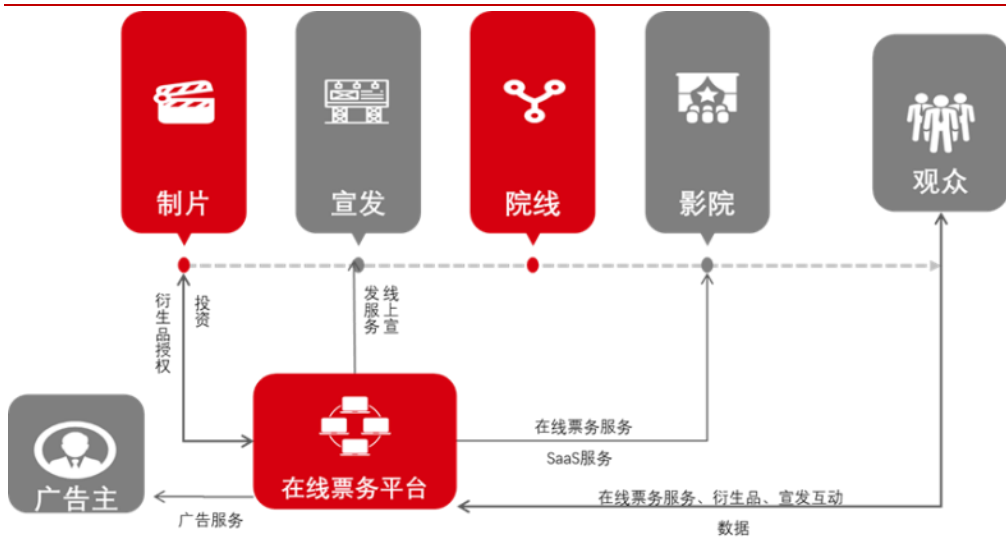 制片
宣发
院线
影院
观众
衍生品授权
投资
线上宣
发服务
在线票务服务
SaaS服务
广告主
在线票务平台
广告服务
在线票务服务、衍生品、宣发互动
数据